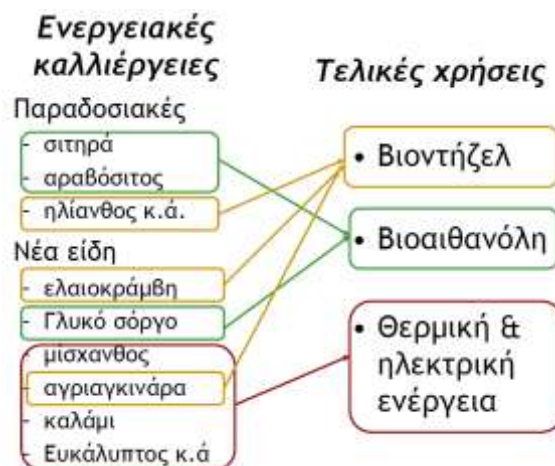 Ενεργειακές
καλλιέργειες
Παραδοσιακές
- σιτηρά
- αραβόσιτος
- ηλίανθος κ.ά.
Νέα είδη
- ελαιοκράμβη
- Γλυκό σόργο
- μίσχανθος
- αγριαγκινάρα
- καλάμι
- Ευκάλυπτος κ.ά
Τελικές χρήσεις
• Βιοντήζελ
• Βιοαιθανόλη
• Θερμική &
ηλεκτρική
ενέργεια